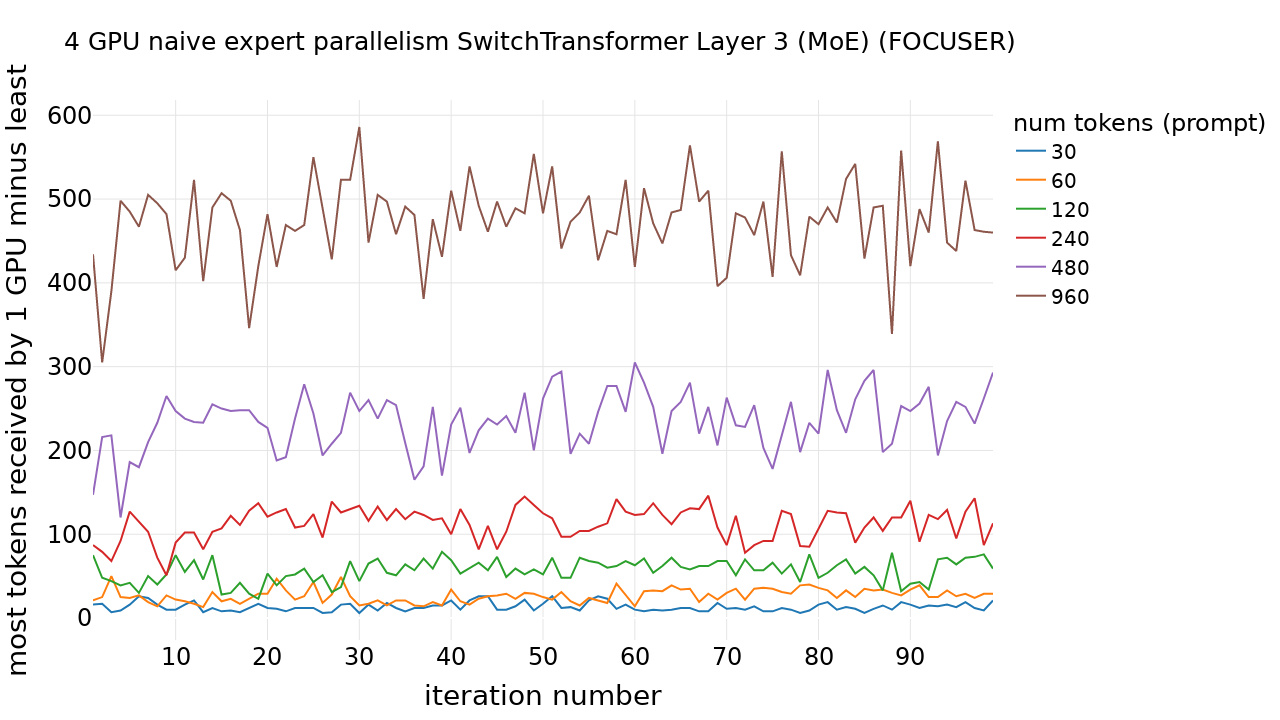 4 GPU naive expert parallelism SwitchTransformer Layer 3 (MoE) (FOCUSER)
most tokens received by 1 GPU minus least
600
500
400
300
200
100
0
10 20 30 40 50 60 70 80 90
iteration number
num tokens (prompt)
30
60
120
240
480
960